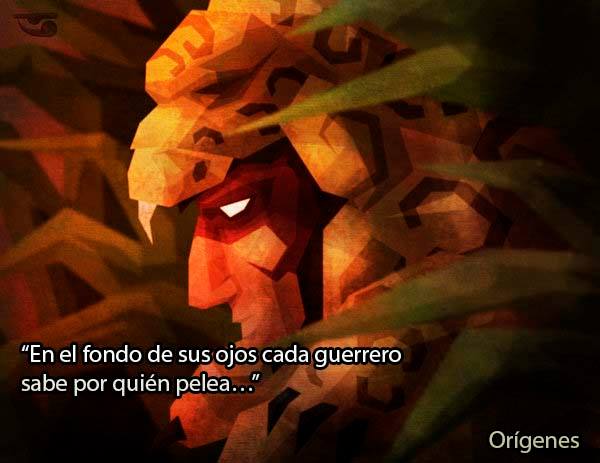 “En el fondo de sus ojos cada guerrero
sabe por quién pelea…”
Orígenes